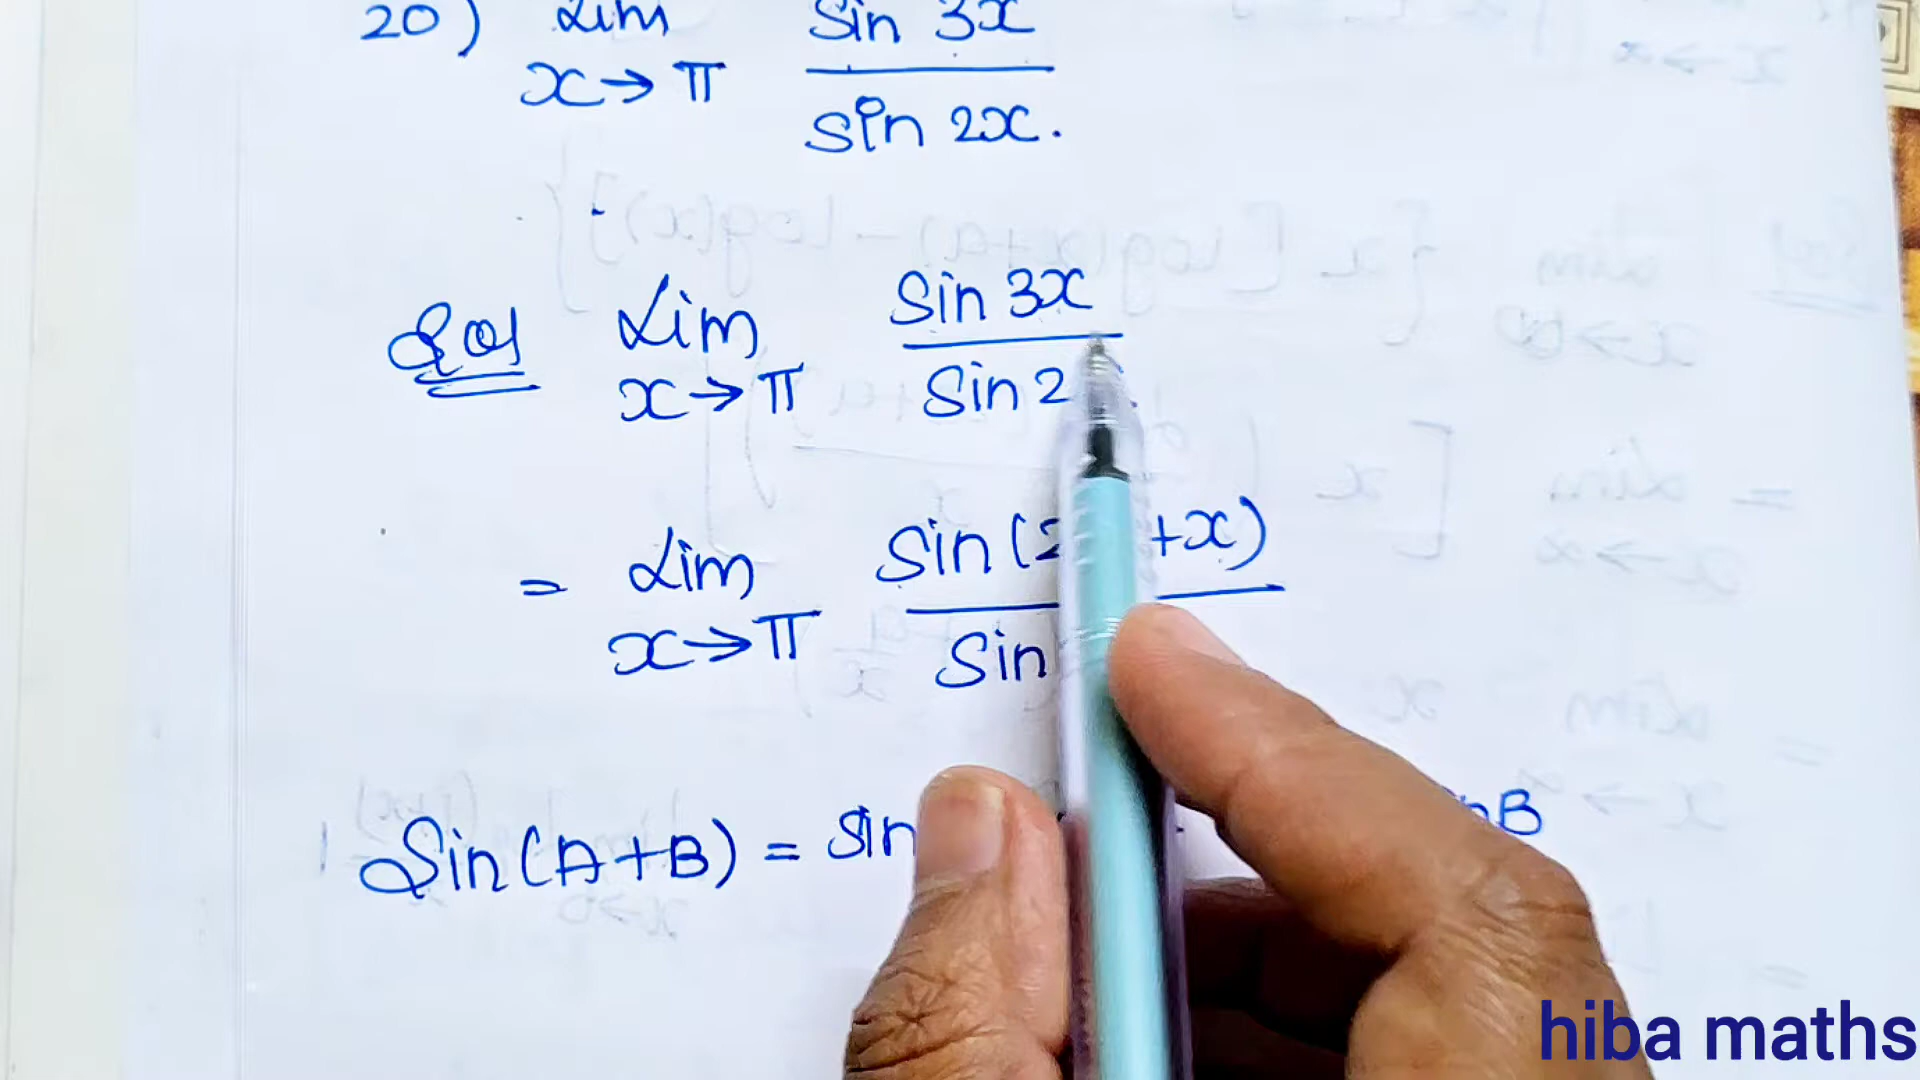 20) Lim sin 3x
x→π sin 2x.
Sol Lim sin 3x
x→π sin 2
= Lim sin(2 +x)
x→π sin
Sin(A+B) = sin B
hiba maths